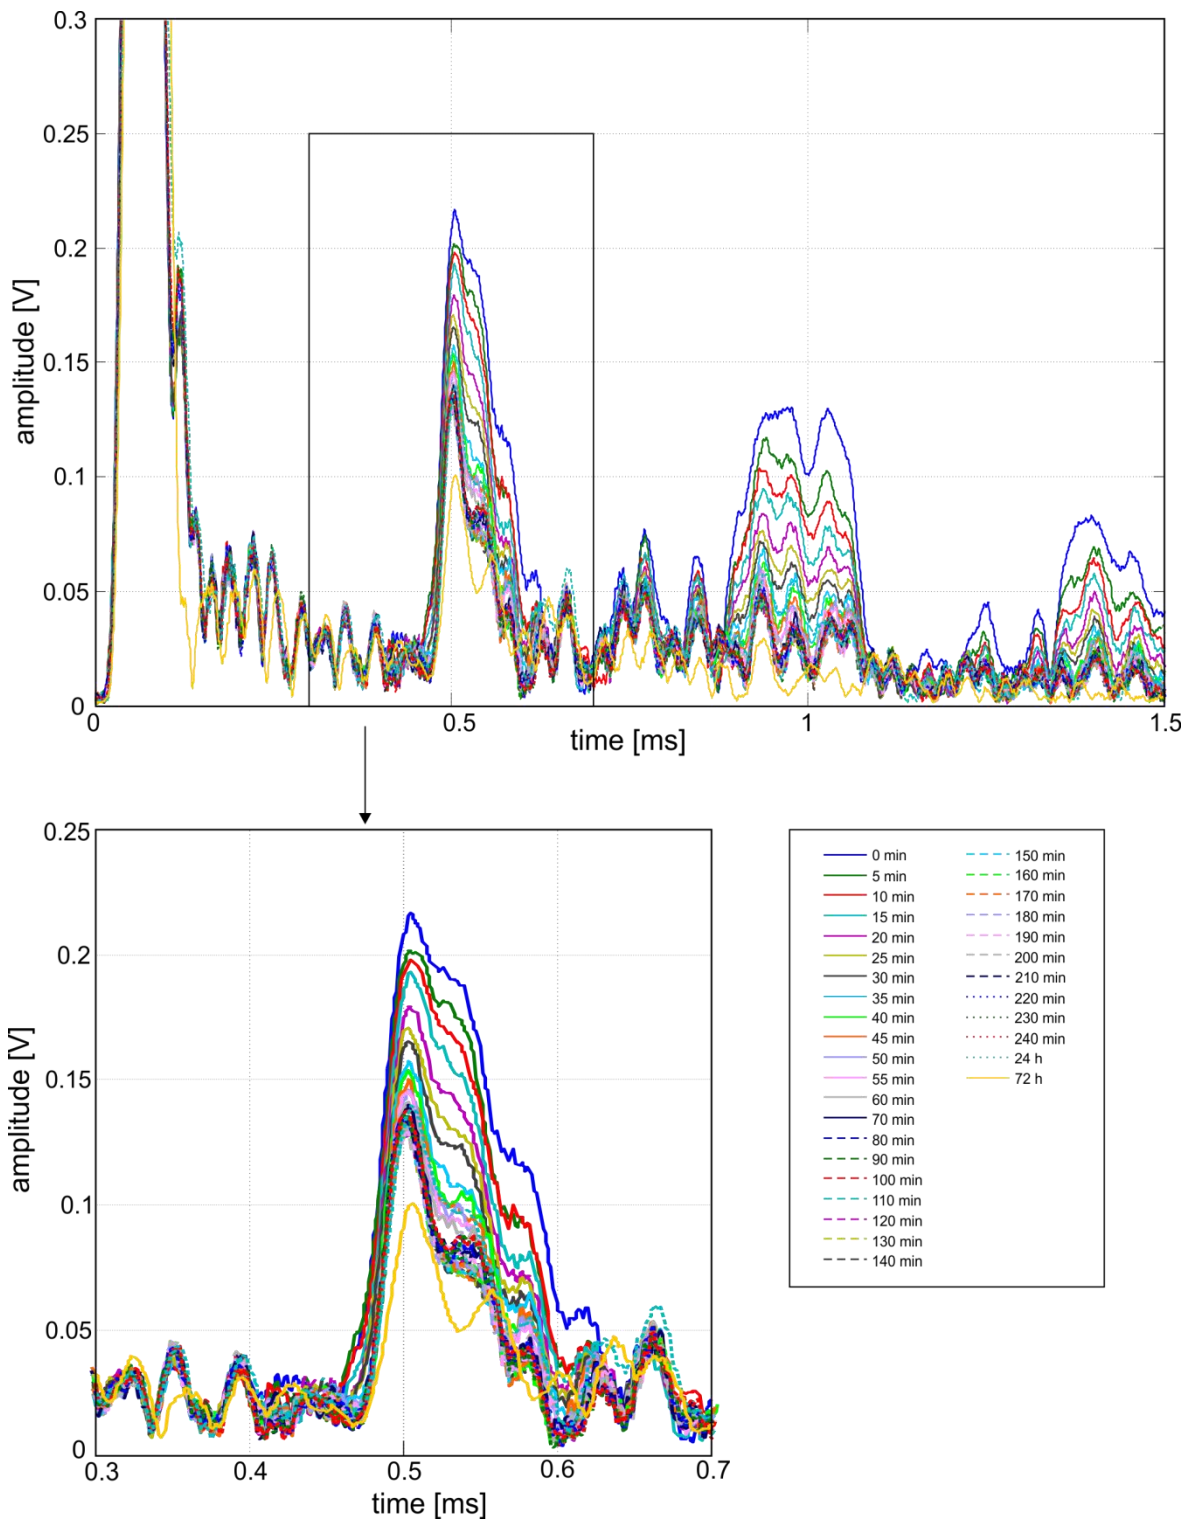 0.3
0.25
0.2
0.15
0.1
0.05
0
amplitude [V]
0 0.5 1 1.5
time [ms]
0.25
0.2
0.15
0.1
0.05
0
amplitude [V]
0.3 0.4 0.5 0.6 0.7
time [ms]
0 min
5 min
10 min
15 min
20 min
25 min
30 min
35 min
40 min
45 min
50 min
55 min
60 min
70 min
80 min
90 min
100 min
110 min
120 min
130 min
140 min
150 min
160 min
170 min
180 min
190 min
200 min
210 min
220 min
230 min
240 min
24 h
72 h